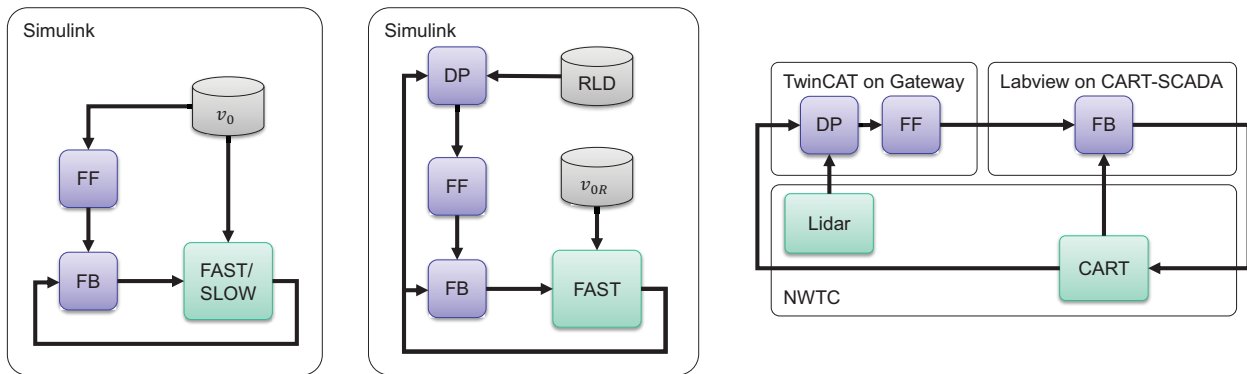 Simulink
v0
FF
FB
FAST/
SLOW
Simulink
DP
RLD
FF
v0R
FB
FAST
TwinCAT on Gateway
DP
FF
Labview on CART-SCADA
FB
Lidar
CART
NWTC